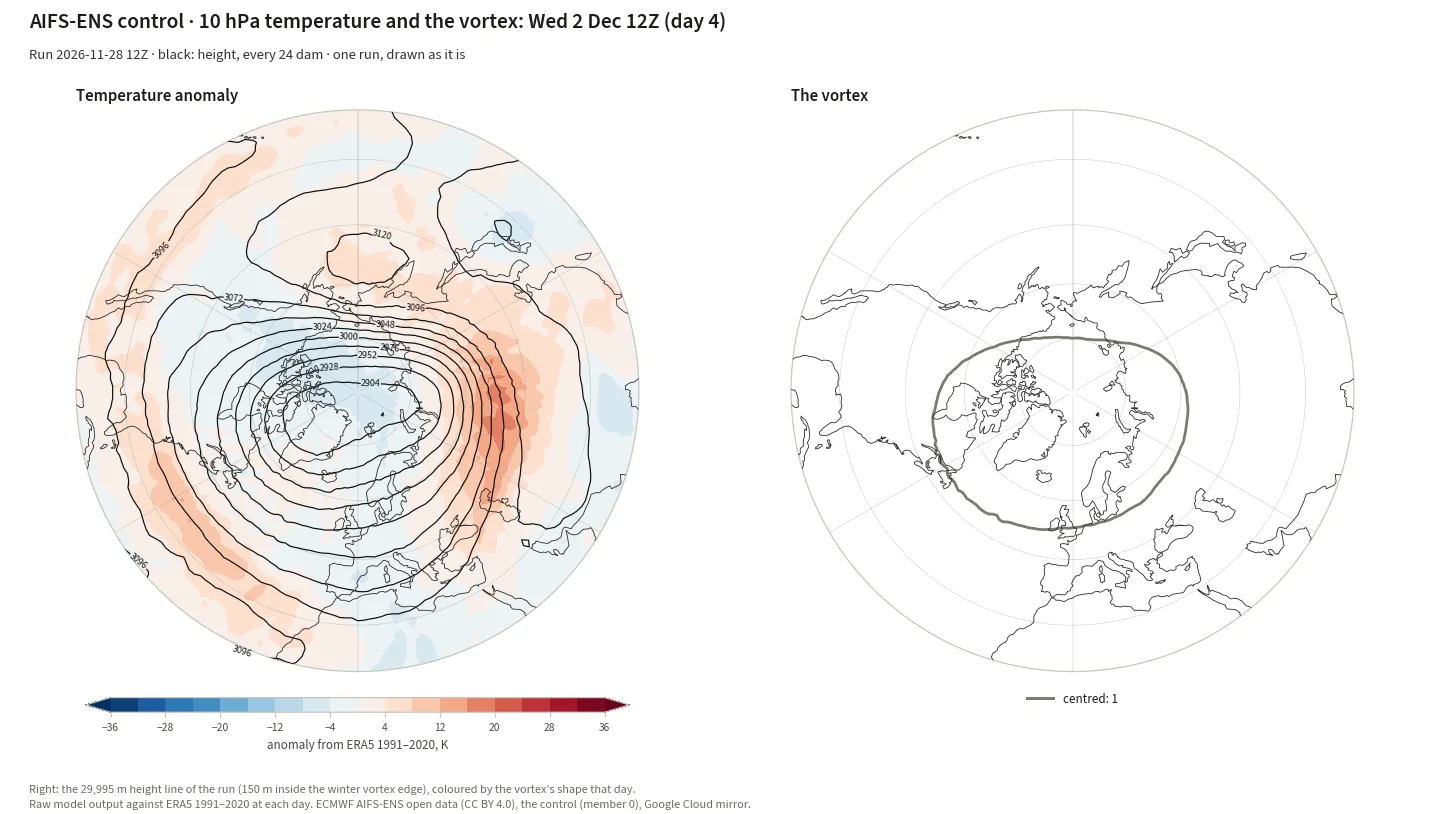 AIFS-ENS control · 10 hPa temperature and the vortex: Wed 2 Dec 12Z (day 4)
Run 2026-11-28 12Z · black: height, every 24 dam · one run, drawn as it is
Temperature anomaly
The vortex
3120
3096
3072
3096
3024
3048
3000
2976
2952
2928
2904
3096
3096
−36 −28 −20 −12 −4 4 12 20 28 36
anomaly from ERA5 1991–2020, K
centred: 1
Right: the 29,995 m height line of the run (150 m inside the winter vortex edge), coloured by the vortex's shape that day.
Raw model output against ERA5 1991–2020 at each day. ECMWF AIFS-ENS open data (CC BY 4.0), the control (member 0), Google Cloud mirror.